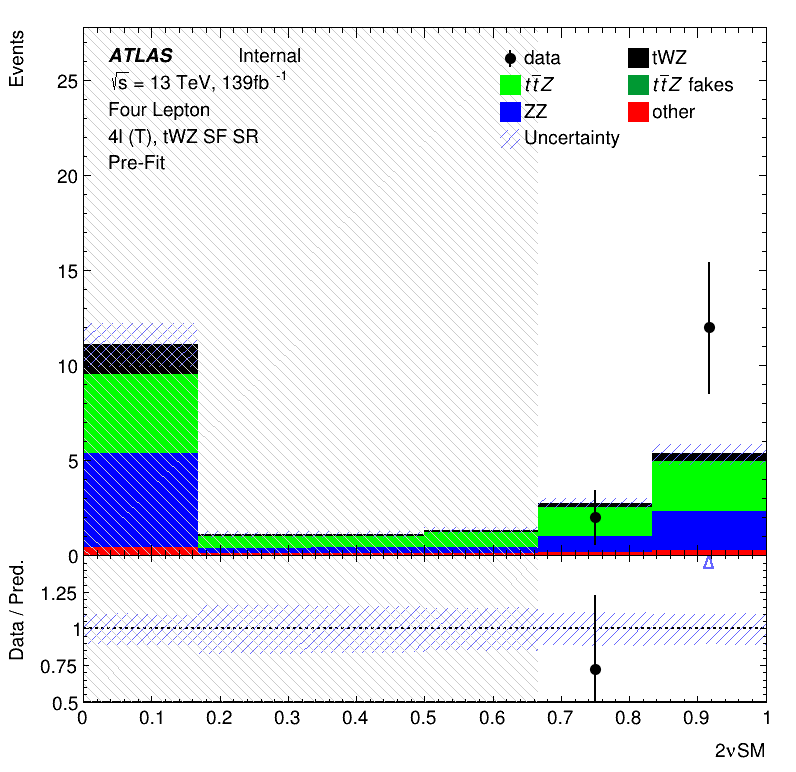 Events
ATLAS Internal
√s = 13 TeV, 139fb⁻¹
Four Lepton
4l (T), tWZ SF SR
Pre-Fit
data tWZ
tt̄Z tt̄Z fakes
ZZ other
Uncertainty
25
20
15
10
5
0
Data / Pred.
1.25
1
0.75
0.5
0 0.1 0.2 0.3 0.4 0.5 0.6 0.7 0.8 0.9 1
2νSM